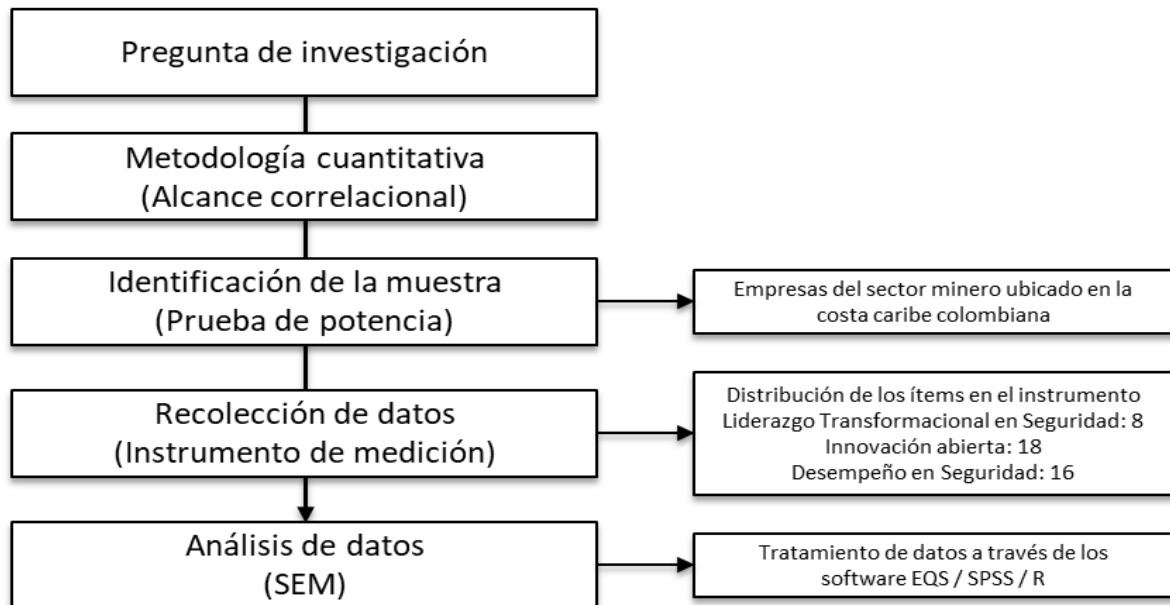 Pregunta de investigación
Metodología cuantitativa
(Alcance correlacional)
Identificación de la muestra
(Prueba de potencia)
Empresas del sector minero ubicado en la
costa caribe colombiana
Recolección de datos
(Instrumento de medición)
Distribución de los ítems en el instrumento
Liderazgo Transformacional en Seguridad: 8
Innovación abierta: 18
Desempeño en Seguridad: 16
Análisis de datos
(SEM)
Tratamiento de datos a través de los
software EQS / SPSS / R